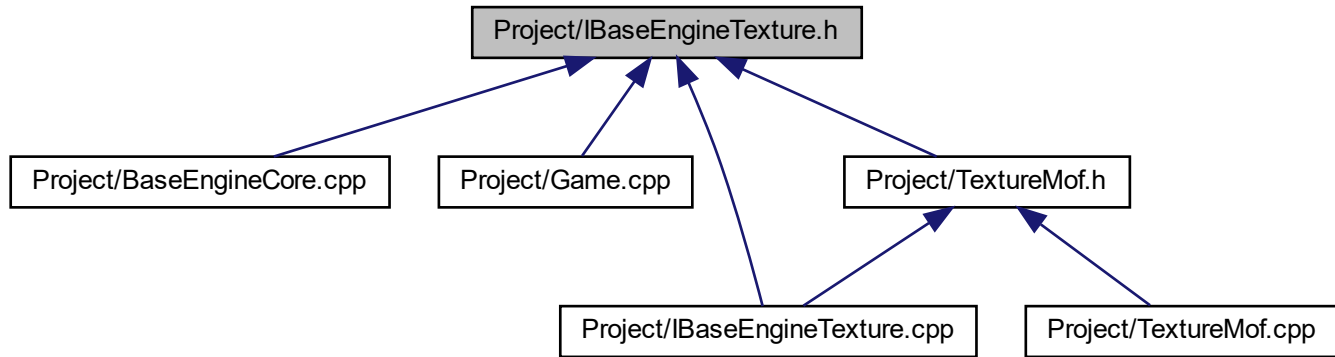 Project/IBaseEngineTexture.h
Project/BaseEngineCore.cpp
Project/Game.cpp
Project/TextureMof.h
Project/IBaseEngineTexture.cpp
Project/TextureMof.cpp